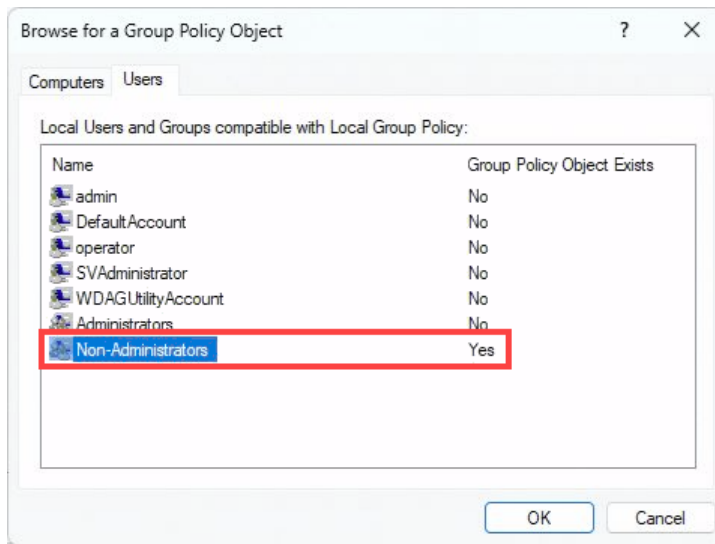 Browse for a Group Policy Object ?
Computers Users
Local Users and Groups compatible with Local Group Policy:
Name Group Policy Object Exists
admin No
DefaultAccount No
operator No
SVAdministrator No
WDAGUtilityAccount No
Administrators No
Non-Administrators Yes
OK Cancel